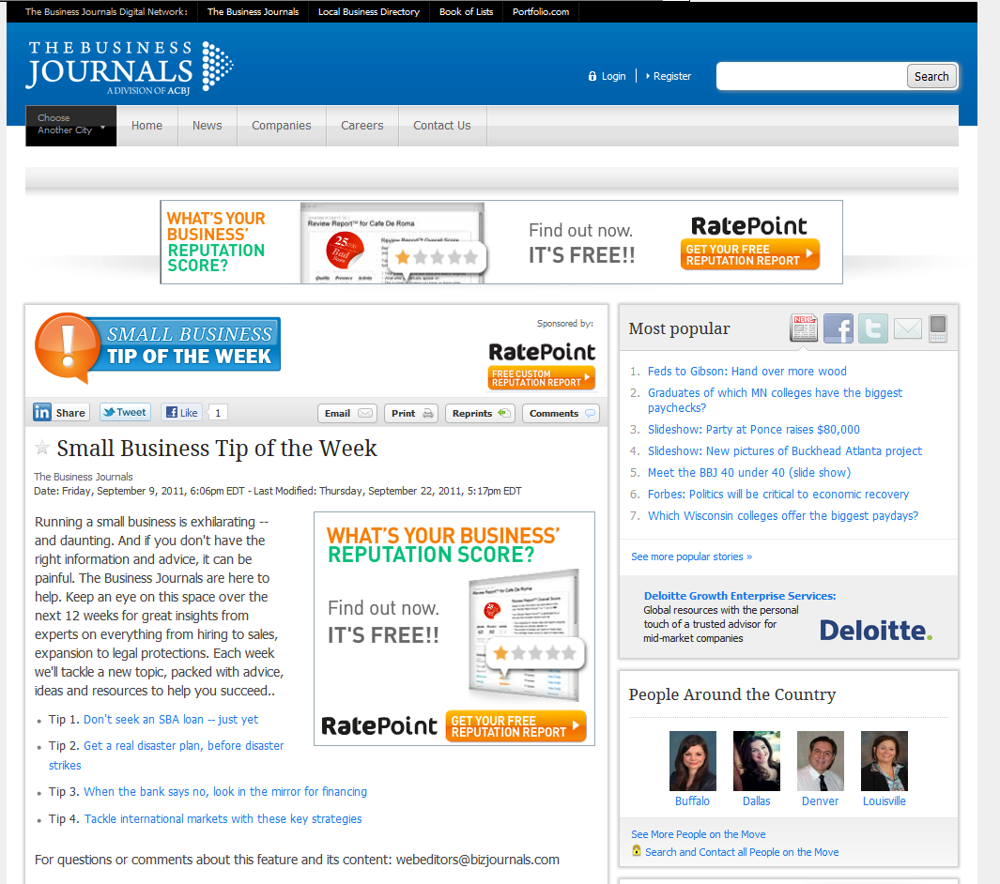 The Business Journals Digital Network: The Business Journals Local Business Directory Book of Lists Portfolio.com
THE BUSINESS
JOURNALS
A DIVISION OF ACBJ
Login Register Search
Choose
Another City
Home News Companies Careers Contact Us
WHAT'S YOUR
BUSINESS'
REPUTATION
SCORE?
Review Report™ for Cafe De Roma
25/100
Bad
Review Report™ Overall Score
Quality Presence Activity
Find out now.
IT'S FREE!!
RatePoint
GET YOUR FREE
REPUTATION REPORT
SMALL BUSINESS
TIP OF THE WEEK
Sponsored by:
RatePoint
FREE CUSTOM
REPUTATION REPORT
in Share Tweet Like 1 Email Print Reprints Comments
Small Business Tip of the Week
The Business Journals
Date: Friday, September 9, 2011, 6:06pm EDT - Last Modified: Thursday, September 22, 2011, 5:17pm EDT
Running a small business is exhilarating --
and daunting. And if you don't have the
right information and advice, it can be
painful. The Business Journals are here to
help. Keep an eye on this space over the
next 12 weeks for great insights from
experts on everything from hiring to sales,
expansion to legal protections. Each week
we'll tackle a new topic, packed with advice,
ideas and resources to help you succeed..
WHAT'S YOUR BUSINESS'
REPUTATION SCORE?
Find out now.
IT'S FREE!!
RatePoint
GET YOUR FREE
REPUTATION REPORT
Tip 1. Don't seek an SBA loan -- just yet
Tip 2. Get a real disaster plan, before disaster
strikes
Tip 3. When the bank says no, look in the mirror for financing
Tip 4. Tackle international markets with these key strategies
For questions or comments about this feature and its content: webeditors@bizjournals.com
Most popular
NEWS
1. Feds to Gibson: Hand over more wood
2. Graduates of which MN colleges have the biggest
paychecks?
3. Slideshow: Party at Ponce raises $80,000
4. Slideshow: New pictures of Buckhead Atlanta project
5. Meet the BBJ 40 under 40 (slide show)
6. Forbes: Politics will be critical to economic recovery
7. Which Wisconsin colleges offer the biggest paydays?
See more popular stories »
Deloitte Growth Enterprise Services:
Global resources with the personal
touch of a trusted advisor for
mid-market companies
Deloitte.
People Around the Country
Buffalo Dallas Denver Louisville
See More People on the Move
Search and Contact all People on the Move